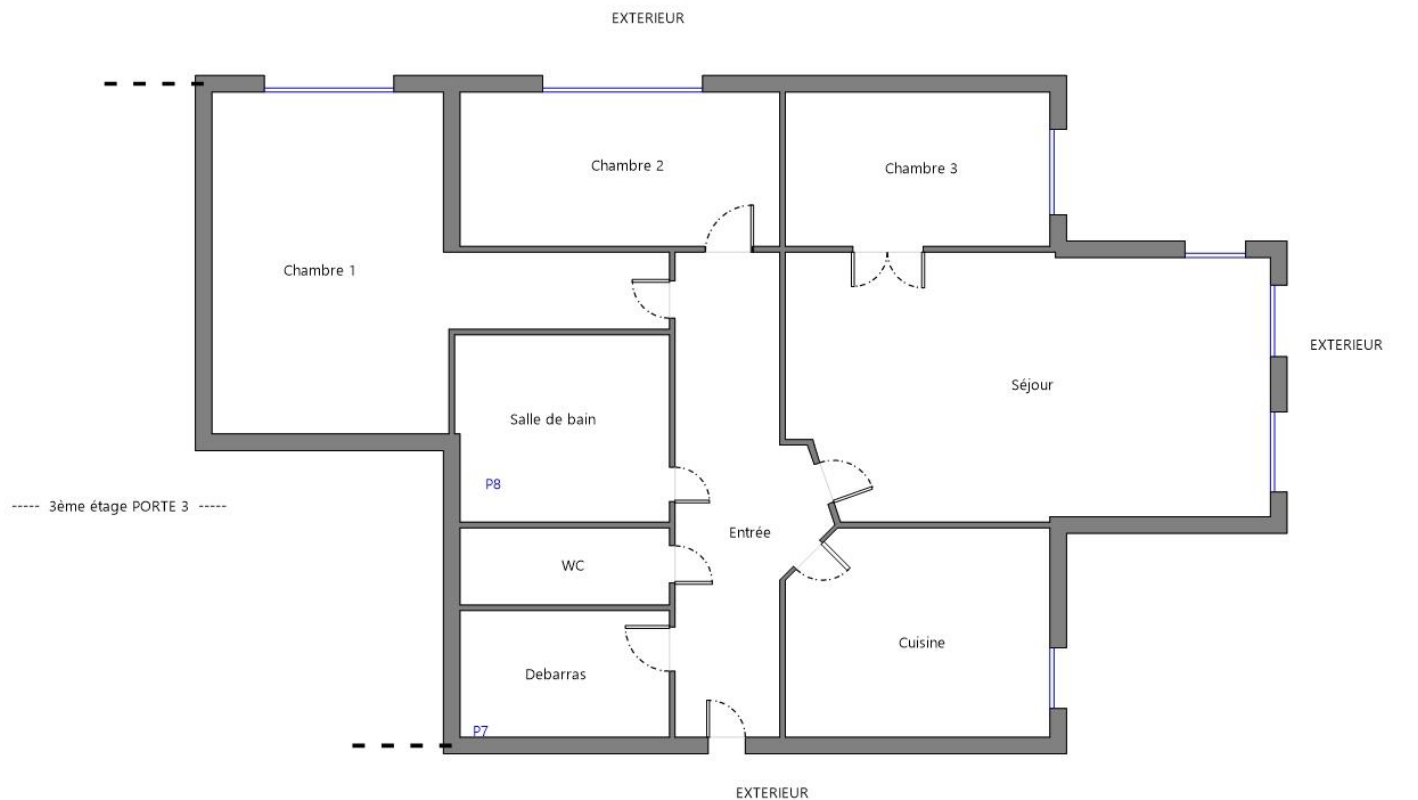 EXTERIEUR
Chambre 2
Chambre 3
Chambre 1
EXTERIEUR
Séjour
Salle de bain
P8
----- 3ème étage PORTE 3 -----
Entrée
WC
Cuisine
Debarras
P7
EXTERIEUR